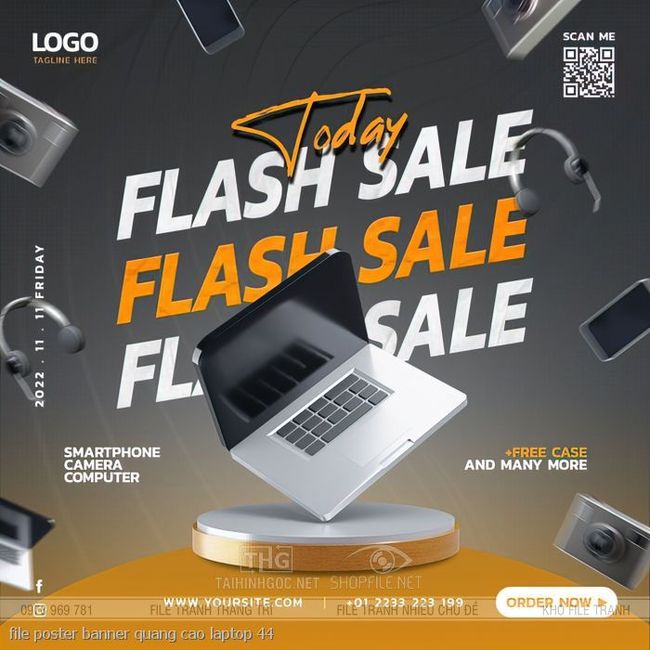 LOGO
TAGLINE HERE
SCAN ME
Today
FLASH SALE
FLASH SALE
SALE
2022 . 11 . 11 FRIDAY
SMARTPHONE
CAMERA
COMPUTER
+FREE CASE
AND MANY MORE
THG
TAIHINHGOC.NET SHOPFILE.NET
WWW.YOURSITE.COM | +01 2233 223 199
ORDER NOW
969 781 FILE TRANH TRANG TRÍ FILE TRANH NHIỀU CHỦ ĐỀ KHO FILE TRANH
file poster banner quang cao laptop 44